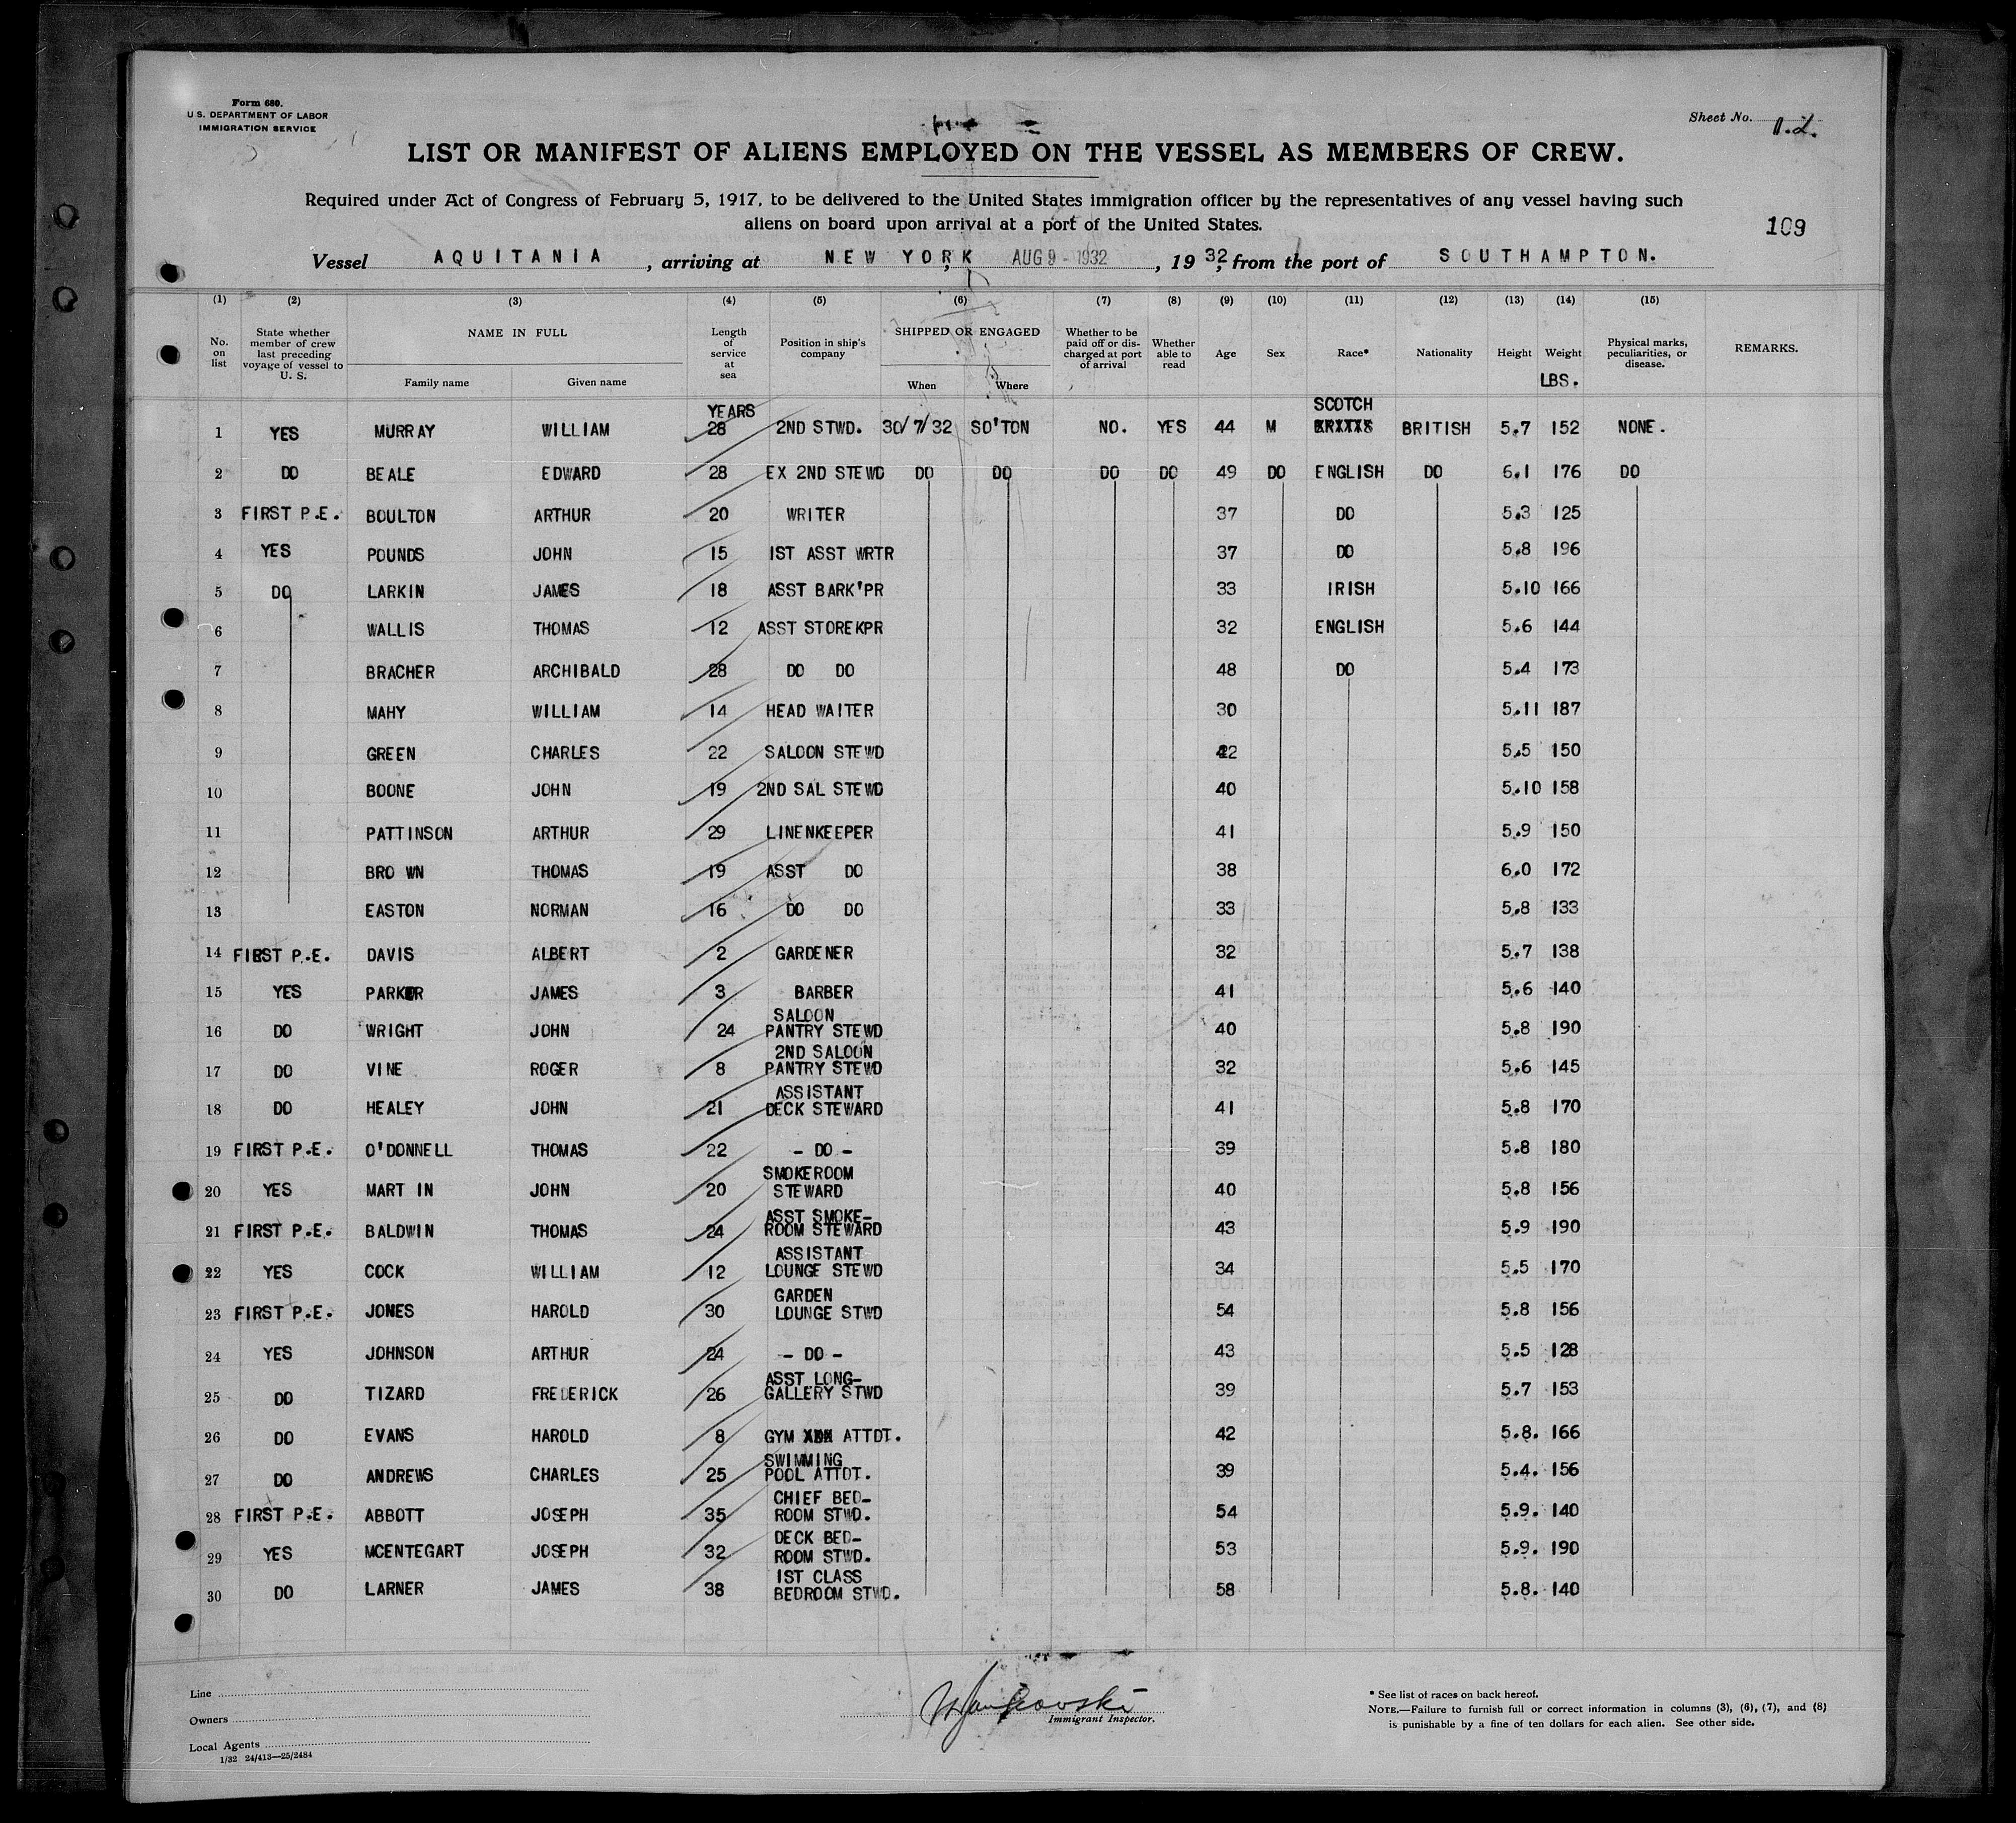 Form 680.
U S. DEPARTMENT OF LABOR
IMMIGRATION SERVICE
Sheet No.
LIST OR MANIFEST OF ALIENS EMPLOYED ON THE VESSEL AS MEMBERS OF CREW.
Required under Act of Congress of February 5, 1917, to be delivered to the United States immigration officer by the representatives of any vessel having such
aliens on board upon arrival at a port of the United States.
109
Vessel AQUITANIA, arriving at NEW YORK, AUG 9 - 1932, 19 32, from the port of SOUTHAMPTON.
(1) (2) (3) (4) (5) (6) (7) (8) (9) (10) (11) (12) (13) (14) (15)
No. on list State whether member of crew last preceding voyage of vessel to U. S. NAME IN FULL Family name Given name Length of service at sea Position in ship's company SHIPPED OR ENGAGED When Where Whether to be paid off or discharged at port of arrival Whether able to read Age Sex Race* Nationality Height Weight LBS. Physical marks, peculiarities, or disease. REMARKS.
YEARS SCOTCH
1 YES MURRAY WILLIAM 28 2ND STWD. 30/7/32 SO'TON NO. YES 44 M BRITISH 5.7 152 NONE.
2 DO BEALE EDWARD 28 EX 2ND STEWD DO DO DO DO 49 DO ENGLISH DO 6.1 176 DO
3 FIRST P.E. BOULTON ARTHUR 20 WRITER 37 DO 5.3 125
4 YES POUNDS JOHN 15 1ST ASST WRTR 37 DO 5.8 196
5 DO LARKIN JAMES 18 ASST BARK'PR 33 IRISH 5.10 166
6 WALLIS THOMAS 12 ASST STOREKPR 32 ENGLISH 5.6 144
7 BRACHER ARCHIBALD 28 DO DO 48 DO 5.4 173
8 MAHY WILLIAM 14 HEAD WAITER 30 5.11 187
9 GREEN CHARLES 22 SALOON STEWD 42 5.5 150
10 BOONE JOHN 19 2ND SAL STEWD 40 5.10 158
11 PATTINSON ARTHUR 29 LINENKEEPER 41 5.9 150
12 BRO WN THOMAS 19 ASST DO 38 6.0 172
13 EASTON NORMAN 16 DO DO 33 5.8 133
14 FIRST P.E. DAVIS ALBERT 2 GARDENER 32 5.7 138
15 YES PARKER JAMES 3 BARBER 41 5.6 140
SALOON
16 DO WRIGHT JOHN 24 PANTRY STEWD 40 5.8 190
2ND SALOON
17 DO VINE ROGER 8 PANTRY STEWD 32 5.6 145
ASSISTANT
18 DO HEALEY JOHN 21 DECK STEWARD 41 5.8 170
19 FIRST P.E. O'DONNELL THOMAS 22 - DO - 39 5.8 180
SMOKEROOM
20 YES MART IN JOHN 20 STEWARD 40 5.8 156
ASST SMOKE-
21 FIRST P.E. BALDWIN THOMAS 24 ROOM STEWARD 43 5.9 190
ASSISTANT
22 YES COCK WILLIAM 12 LOUNGE STEWD 34 5.5 170
GARDEN
23 FIRST P.E. JONES HAROLD 30 LOUNGE STWD 54 5.8 156
24 YES JOHNSON ARTHUR 24 - DO - 43 5.5 128
ASST LONG-
25 DO TIZARD FREDERICK 26 GALLERY STWD 39 5.7 153
26 DO EVANS HAROLD 8 GYM ATTDT. 42 5.8. 166
SWIMMING
27 DO ANDREWS CHARLES 25 POOL ATTDT. 39 5.4. 156
CHIEF BED-
28 FIRST P.E. ABBOTT JOSEPH 35 ROOM STWD. 54 5.9. 140
DECK BED-
29 YES MCENTEGART JOSEPH 32 ROOM STWD. 53 5.9. 190
1ST CLASS
30 DO LARNER JAMES 38 BEDROOM STWD. 58 5.8. 140
Line
Owners
Local Agents
1/32 24/413—25/2484
Immigrant Inspector.
* See list of races on back hereof.
NOTE.—Failure to furnish full or correct information in columns (3), (6), (7), and (8)
is punishable by a fine of ten dollars for each alien. See other side.